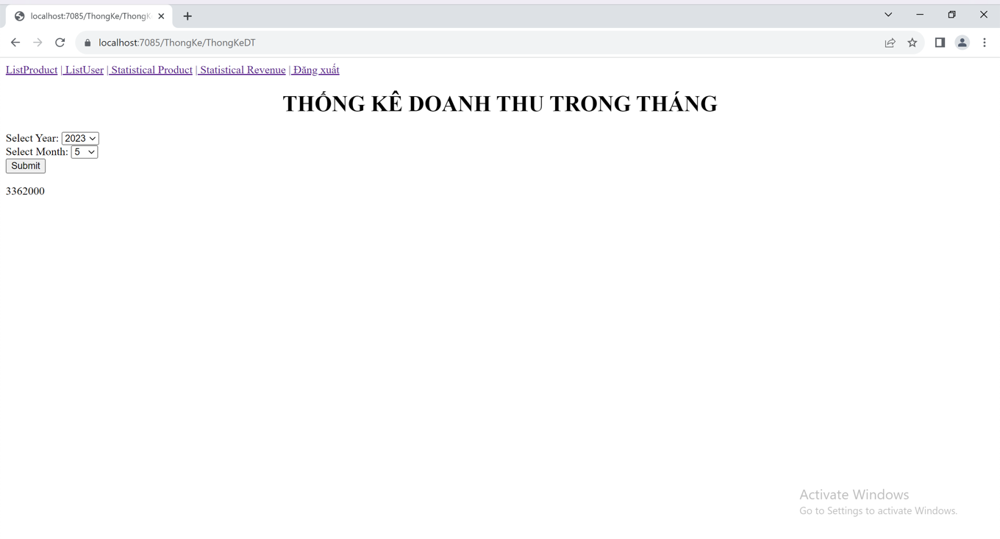 localhost:7085/ThongKe/Thong
localhost:7085/ThongKe/ThongKeDT
ListProduct | ListUser | Statistical Product | Statistical Revenue | Đăng xuất
THỐNG KÊ DOANH THU TRONG THÁNG
Select Year: 2023
Select Month: 5
Submit
3362000
Activate Windows
Go to Settings to activate Windows.